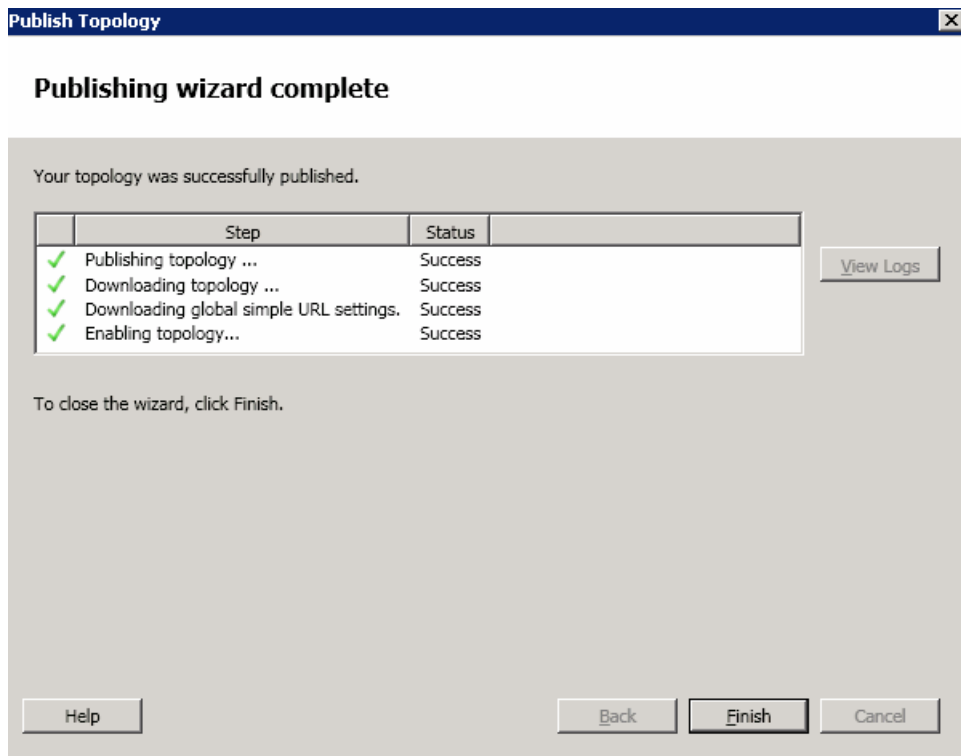 Publish Topology
Publishing wizard complete
Your topology was successfully published.
Step Status
Publishing topology ... Success
Downloading topology ... Success
Downloading global simple URL settings. Success
Enabling topology... Success
View Logs
To close the wizard, click Finish.
Help Back Finish Cancel